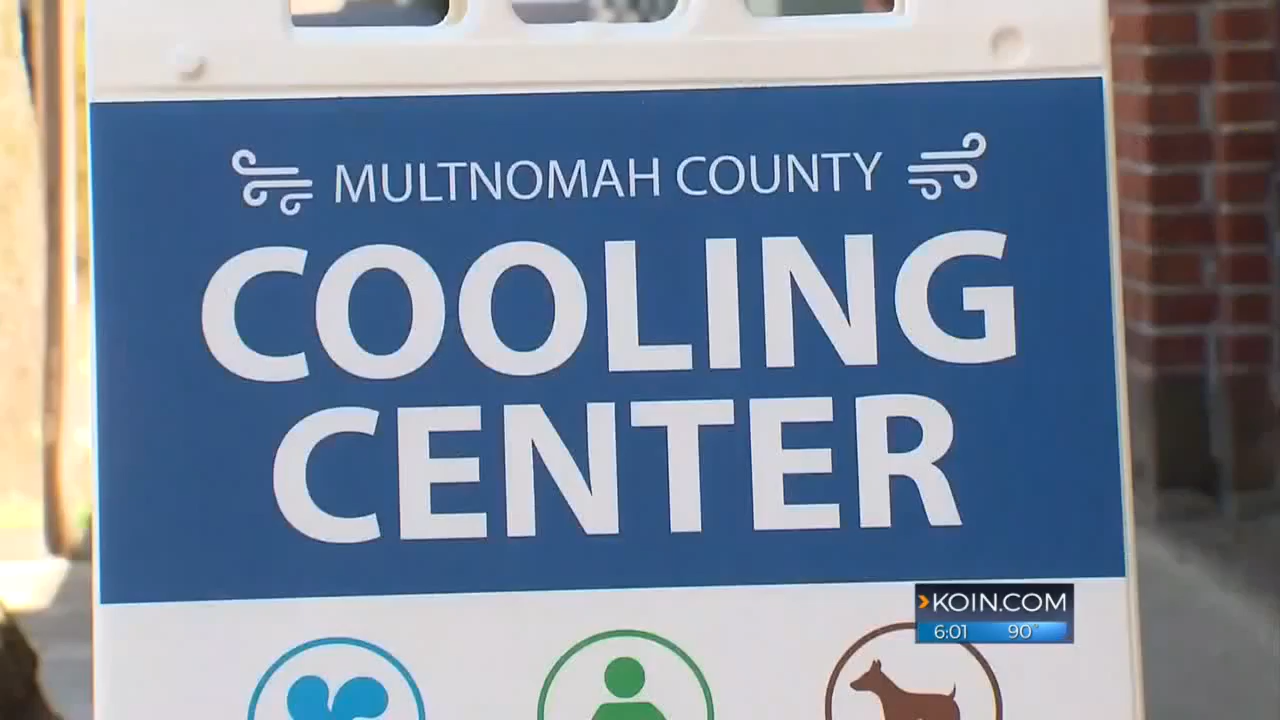 MULTNOMAH COUNTY
COOLING
CENTER
KOIN.COM
6:01 90°